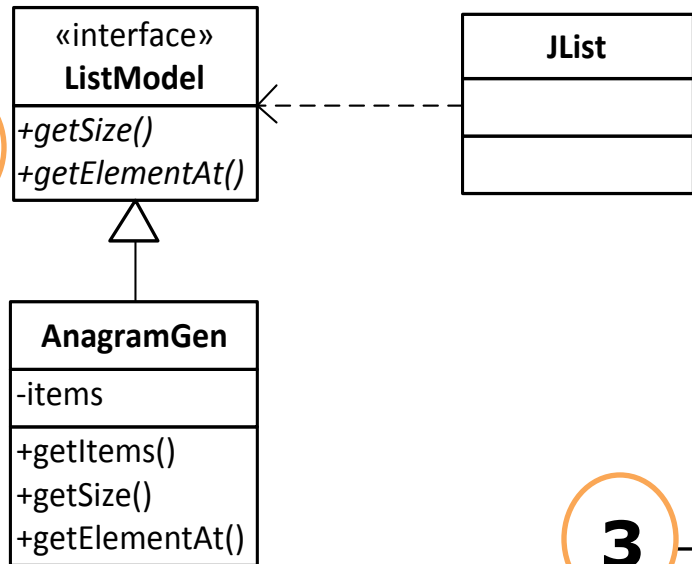 «interface»
ListModel
+getSize()
+getElementAt()
JList
AnagramGen
-items
+getItems()
+getSize()
+getElementAt()
3